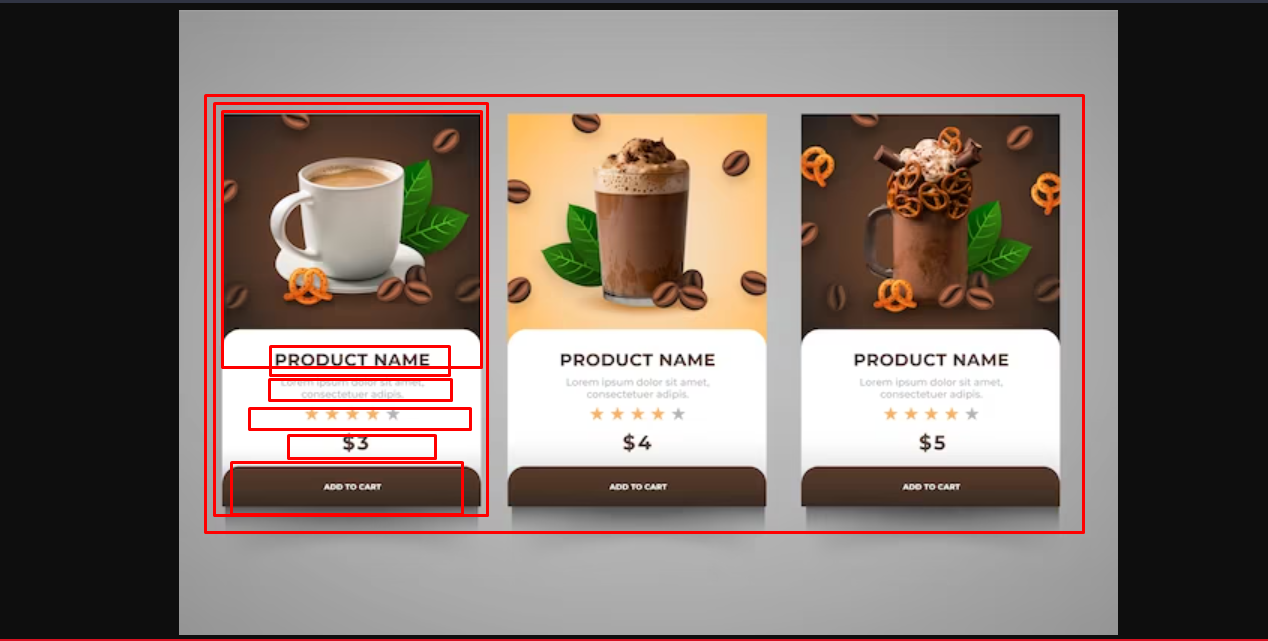 PRODUCT NAME
Lorem ipsum dolor sit amet,
consectetuer adipis.
$3
ADD TO CART
PRODUCT NAME
Lorem ipsum dolor sit amet,
consectetuer adipis.
$4
ADD TO CART
PRODUCT NAME
Lorem ipsum dolor sit amet,
consectetuer adipis.
$5
ADD TO CART